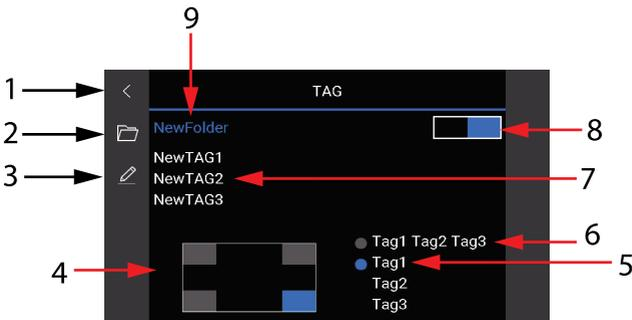 9
1
TAG
2
NewFolder
8
NewTAG1
3
NewTAG2
7
NewTAG3
Tag1 Tag2 Tag3
6
4
Tag1
5
Tag2
Tag3